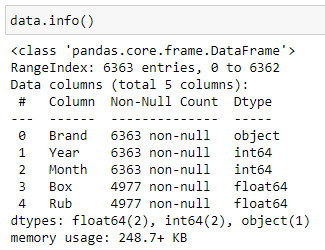 data.info()
<class 'pandas.core.frame.DataFrame'>
RangeIndex: 6363 entries, 0 to 6362
Data columns (total 5 columns):
 #   Column  Non-Null Count  Dtype
---  ------  --------------  -----
 0   Brand   6363 non-null   object
 1   Year    6363 non-null   int64
 2   Month   6363 non-null   int64
 3   Box     4977 non-null   float64
 4   Rub     4977 non-null   float64
dtypes: float64(2), int64(2), object(1)
memory usage: 248.7+ KB